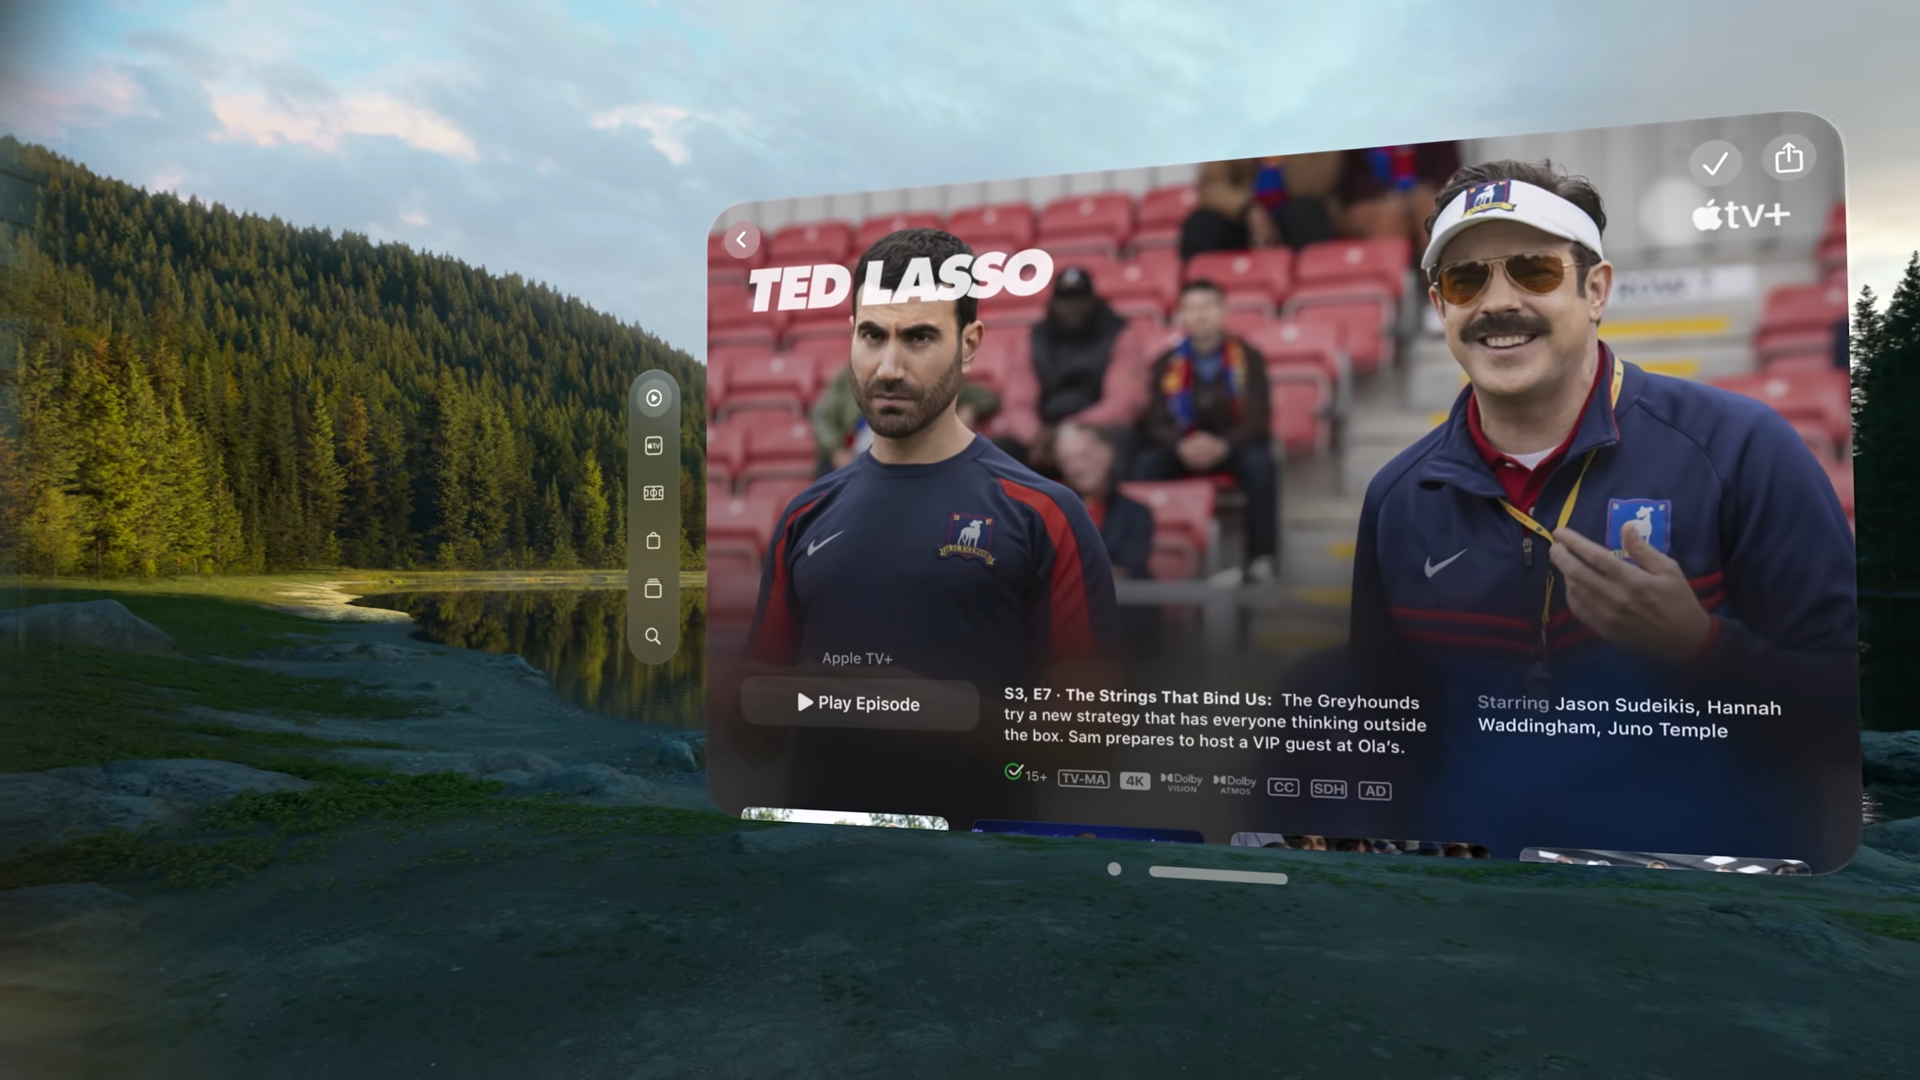 tv+
TED LASSO
tv
Apple TV+
Play Episode
S3, E7 · The Strings That Bind Us: The Greyhounds
try a new strategy that has everyone thinking outside
the box. Sam prepares to host a VIP guest at Ola's.
Starring Jason Sudeikis, Hannah
Waddingham, Juno Temple
15+ TV-MA 4K Dolby VISION Dolby ATMOS CC SDH AD